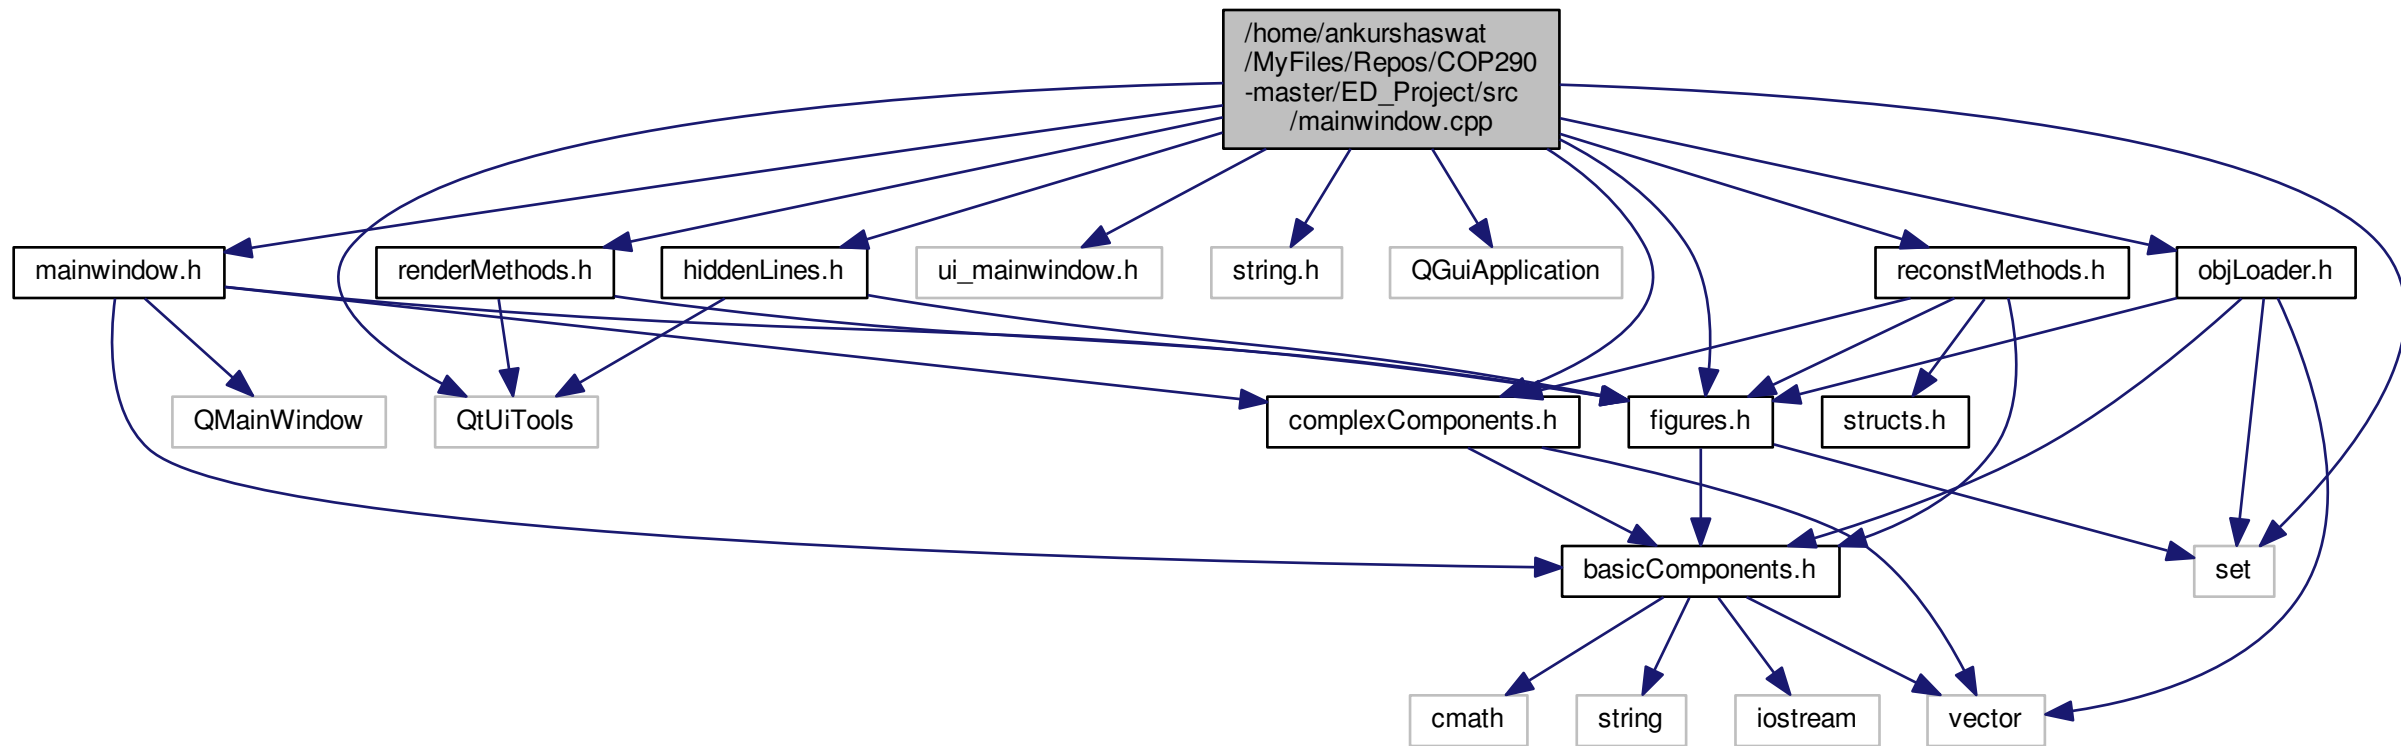 /home/ankurshaswat
/MyFiles/Repos/COP290
-master/ED_Project/src
/mainwindow.cpp
mainwindow.h
renderMethods.h
hiddenLines.h
ui_mainwindow.h
string.h
QGuiApplication
reconstMethods.h
objLoader.h
QMainWindow
QtUiTools
complexComponents.h
figures.h
structs.h
basicComponents.h
set
cmath
string
iostream
vector